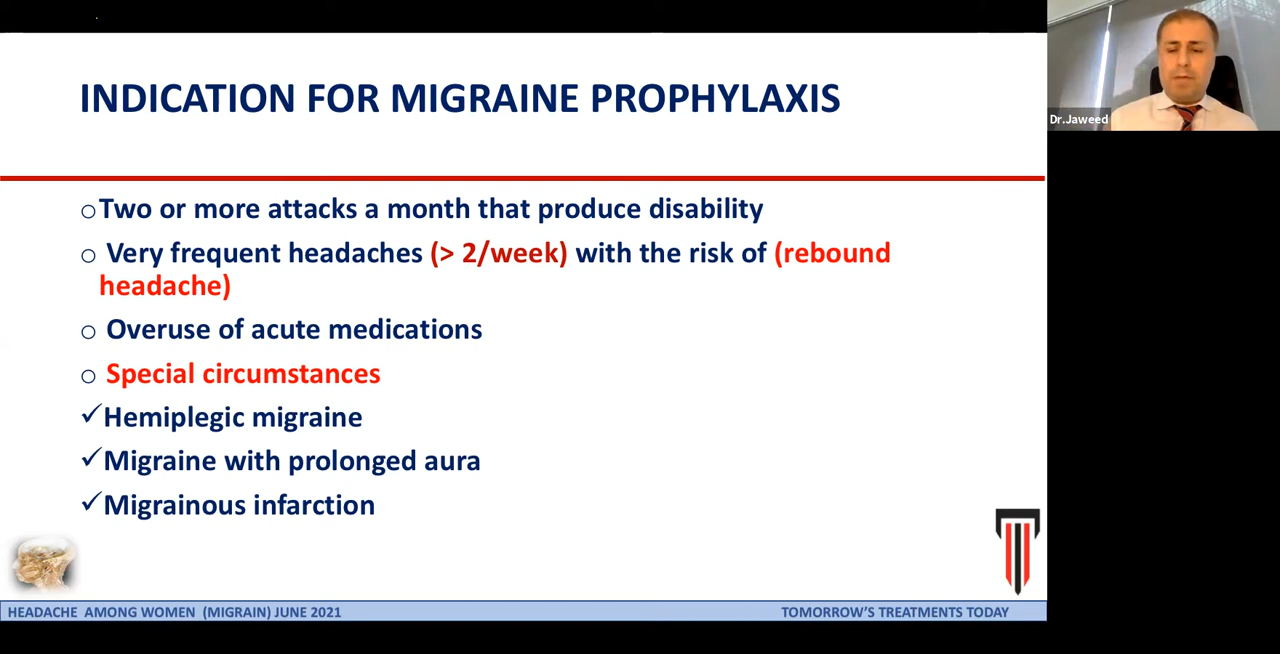 INDICATION FOR MIGRAINE PROPHYLAXIS
Dr.Jaweed
○Two or more attacks a month that produce disability
○ Very frequent headaches (> 2/week) with the risk of (rebound
headache)
○ Overuse of acute medications
○ Special circumstances
✓Hemiplegic migraine
✓Migraine with prolonged aura
✓Migrainous infarction
HEADACHE AMONG WOMEN (MIGRAIN) JUNE 2021
TOMORROW'S TREATMENTS TODAY